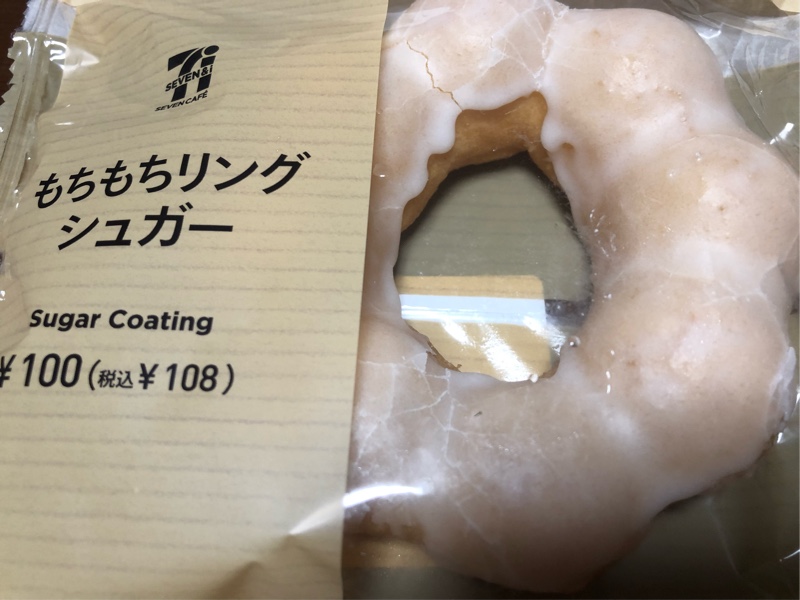 SEVEN&i
SEVEN CAFÉ
もちもちリング
シュガー
Sugar Coating
¥100(税込¥108)